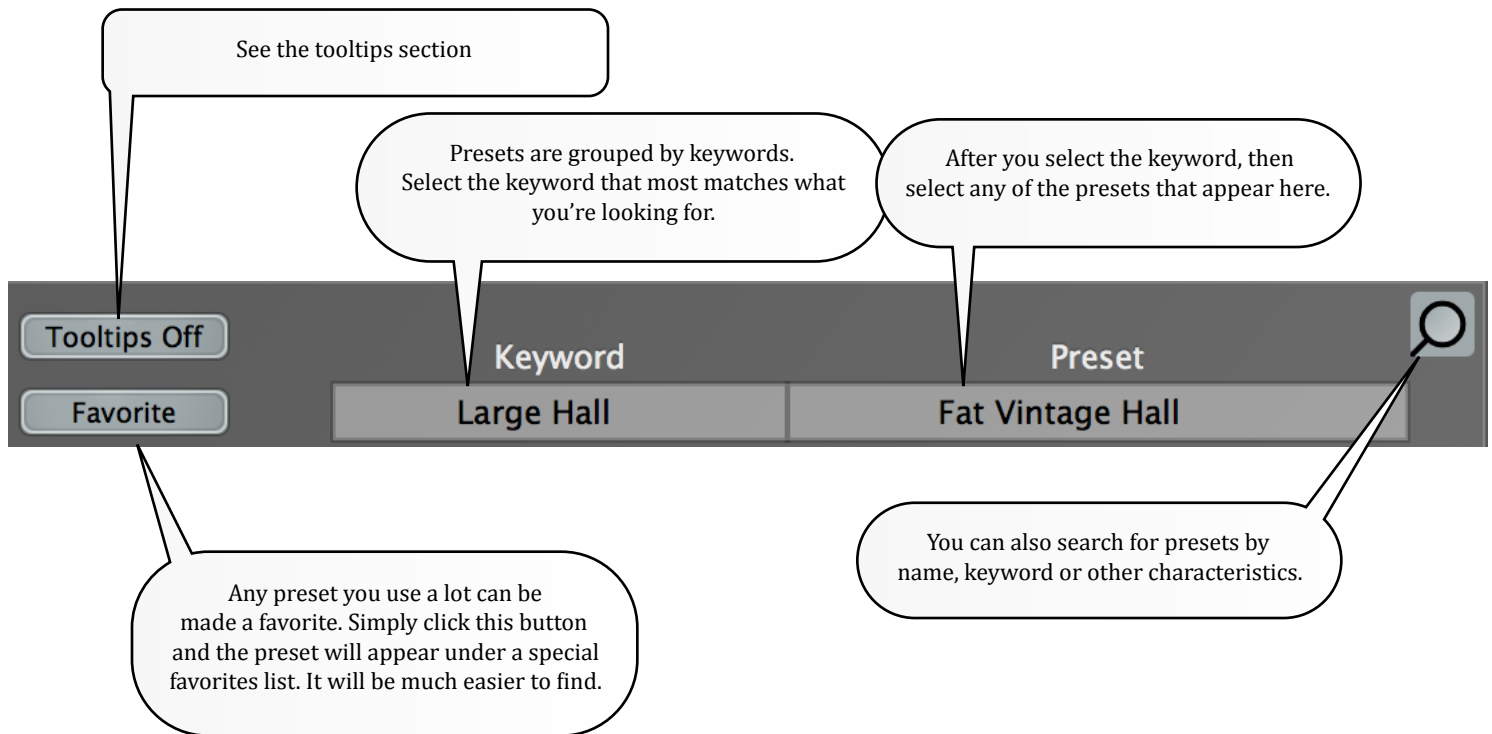 See the tooltips section
Presets are grouped by keywords.
Select the keyword that most matches what
you’re looking for.
After you select the keyword, then
select any of the presets that appear here.
Tooltips Off
Keyword
Preset
Favorite
Large Hall
Fat Vintage Hall
You can also search for presets by
name, keyword or other characteristics.
Any preset you use a lot can be
made a favorite. Simply click this button
and the preset will appear under a special
favorites list. It will be much easier to find.